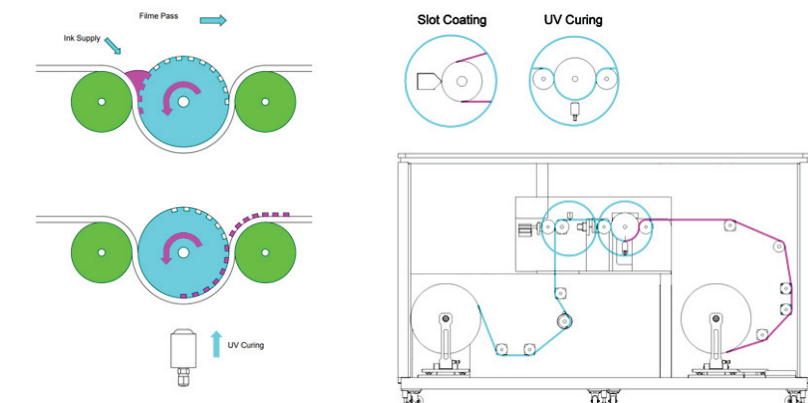 Filme Pass
Ink Supply
UV Curing
Slot Coating
UV Curing